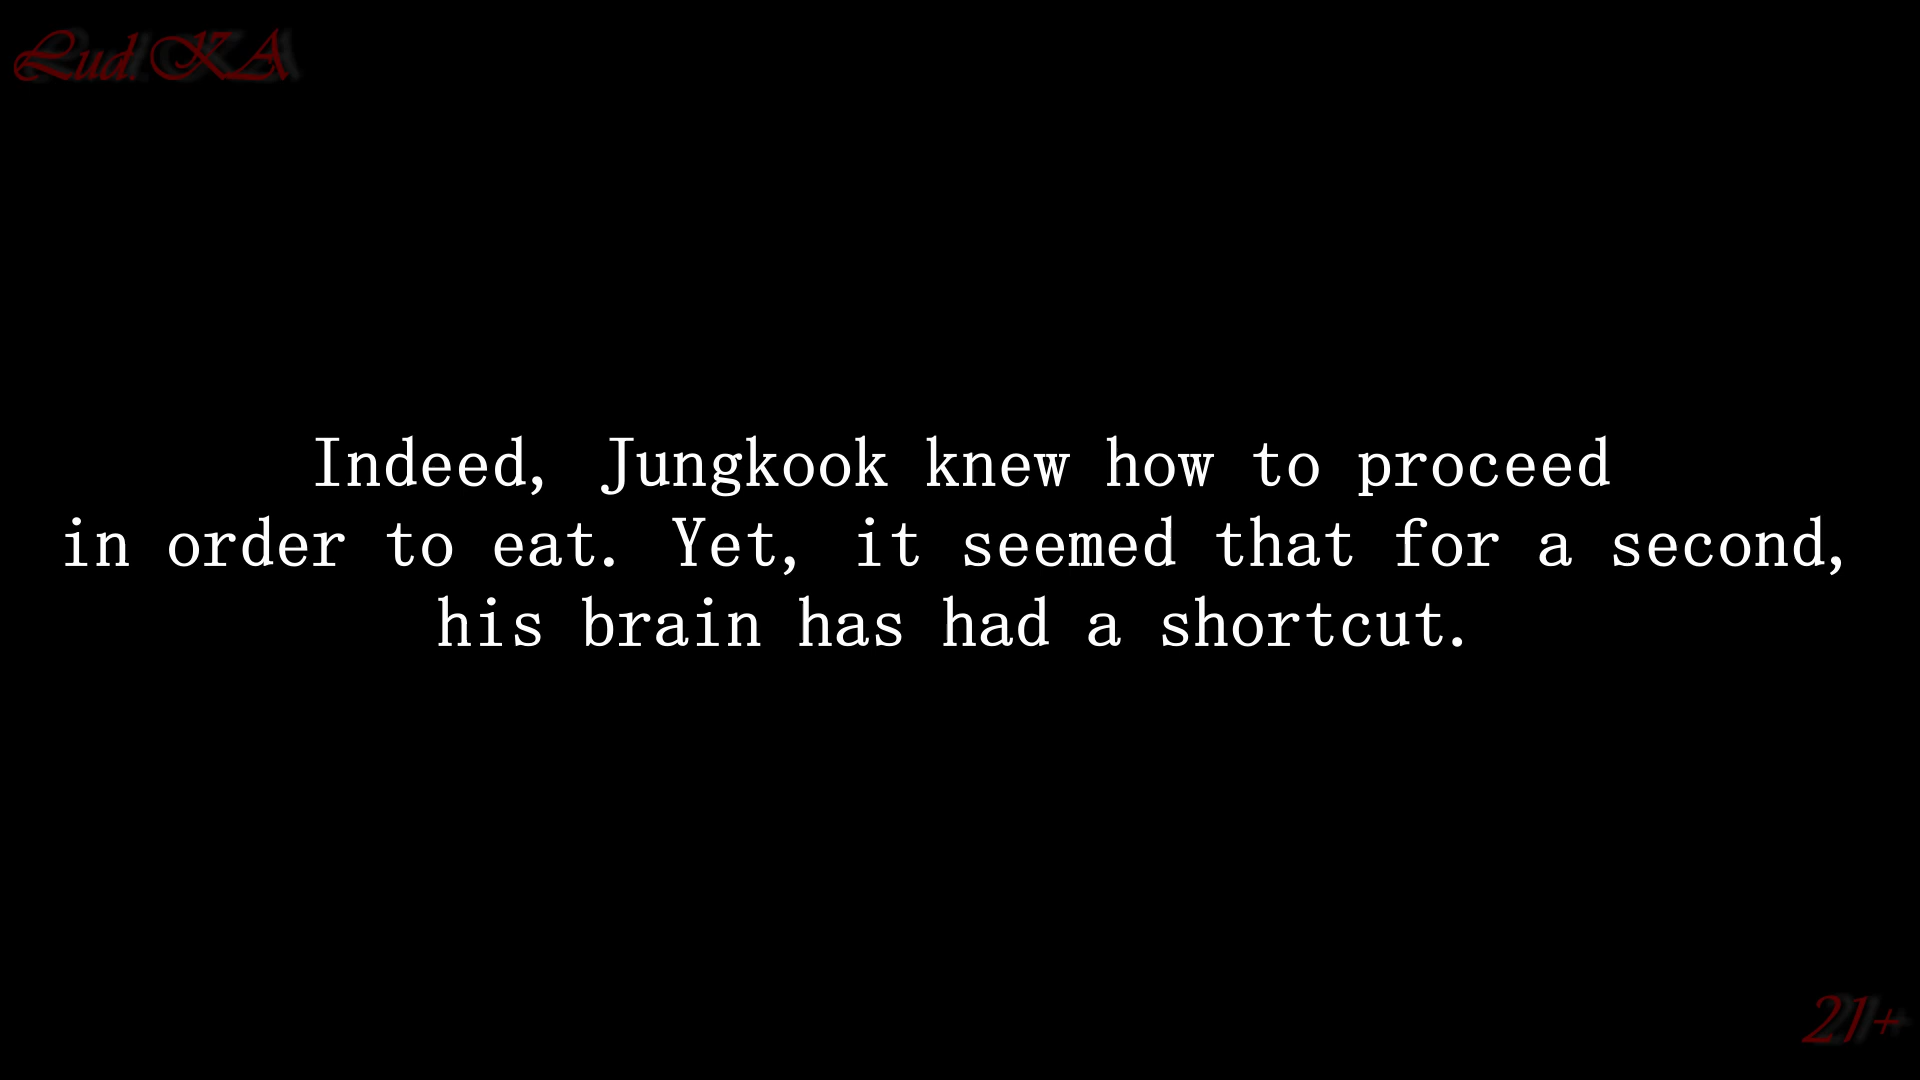 Lud.KA
Indeed, Jungkook knew how to proceed
in order to eat. Yet, it seemed that for a second,
his brain has had a shortcut.
21+